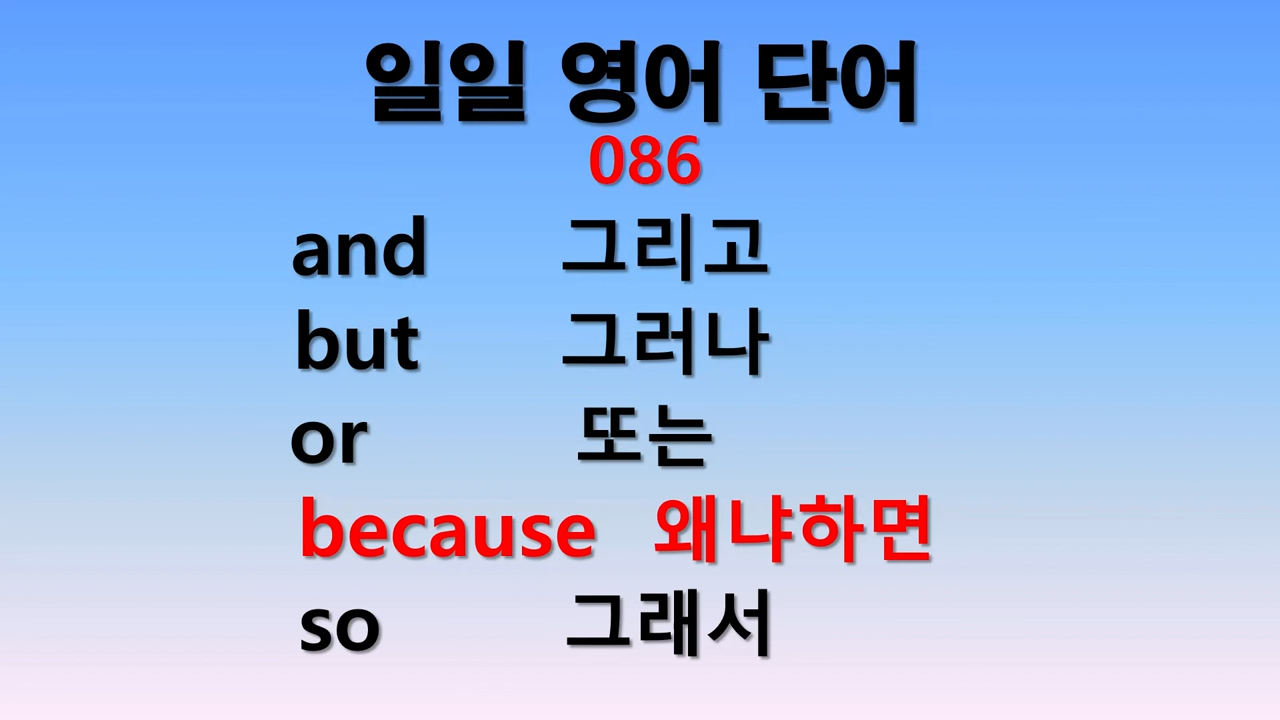 일일 영어 단어
086
and 그리고
but 그러나
or 또는
because 왜냐하면
so 그래서